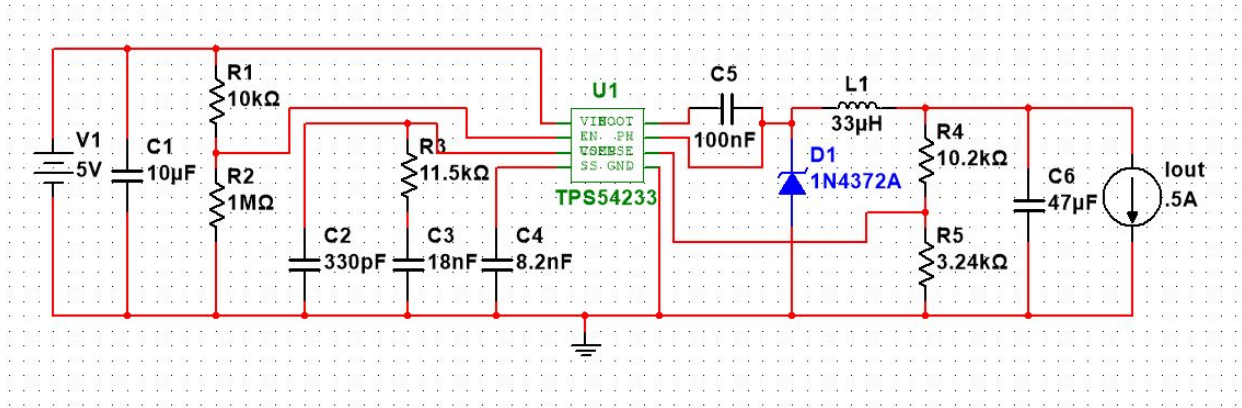 V1
5V
C1
10µF
R1
10kΩ
R2
1MΩ
C2
330pF
R3
11.5kΩ
C3
18nF
C4
8.2nF
U1
EN.
PH
SS.
GND
TPS54233
C5
100nF
D1
1N4372A
L1
33µH
R4
10.2kΩ
R5
3.24kΩ
C6
47µF
Iout
.5A